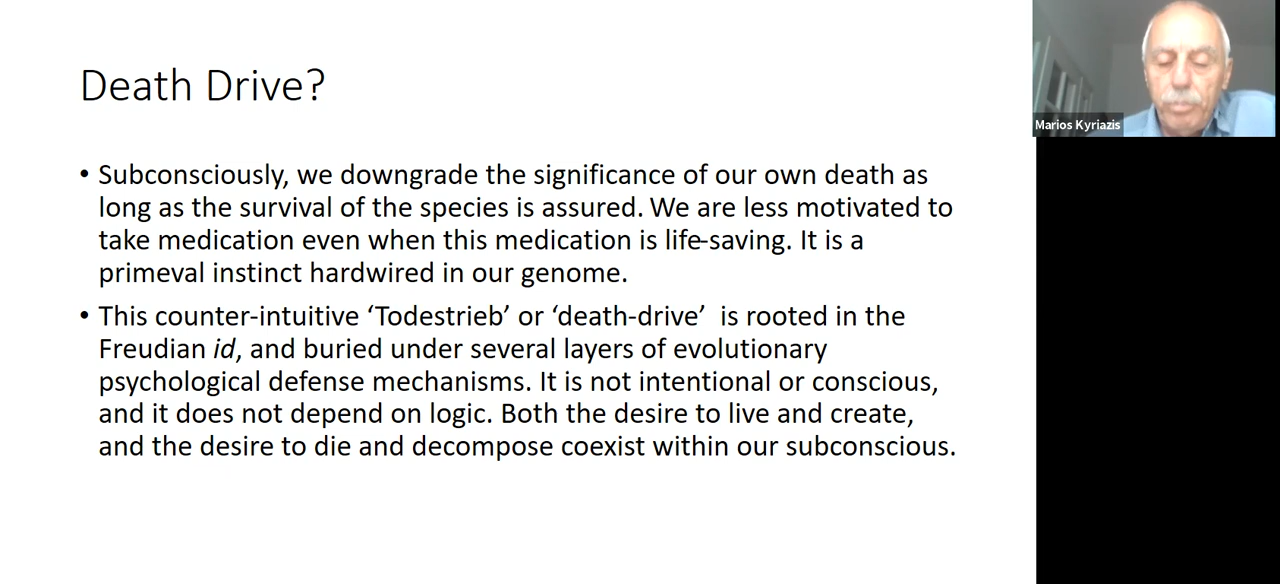 Death Drive?
Marios Kyriazis
• Subconsciously, we downgrade the significance of our own death as
long as the survival of the species is assured. We are less motivated to
take medication even when this medication is life-saving. It is a
primeval instinct hardwired in our genome.
• This counter-intuitive ‘Todestrieb’ or ‘death-drive’  is rooted in the
Freudian id, and buried under several layers of evolutionary
psychological defense mechanisms. It is not intentional or conscious,
and it does not depend on logic. Both the desire to live and create,
and the desire to die and decompose coexist within our subconscious.